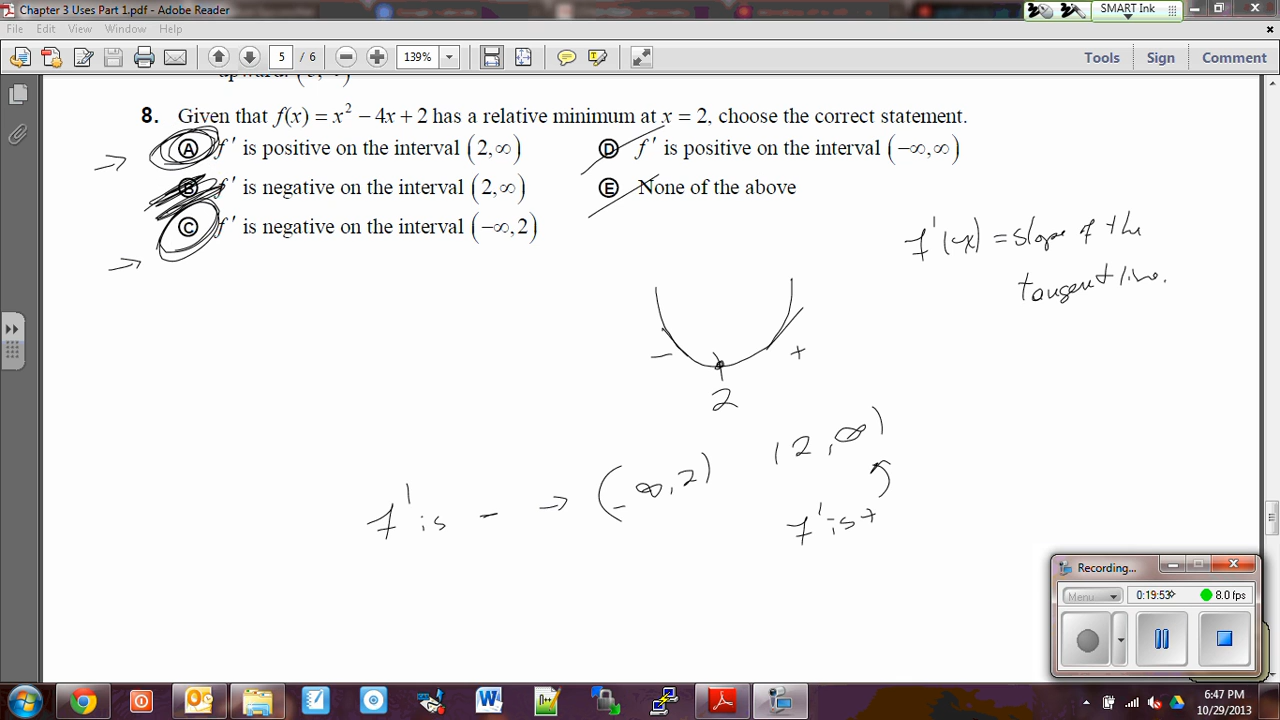 Chapter 3 Uses Part 1.pdf - Adobe Reader
SMART Ink
File Edit View Window Help
5 / 6 139% Tools Sign Comment
8. Given that f(x) = x² − 4x + 2 has a relative minimum at x = 2, choose the correct statement.
A f′ is positive on the interval (2,∞)
D f′ is positive on the interval (−∞,∞)
B f′ is negative on the interval (2,∞)
E None of the above
C f′ is negative on the interval (−∞,2)
f'(x) = slope of the
tangent line.
− +
2
(2,∞)
f' is − → (-∞,2)
f' is +
Recording...
Menu 0:19:53 8.0 fps
6:47 PM
10/29/2013